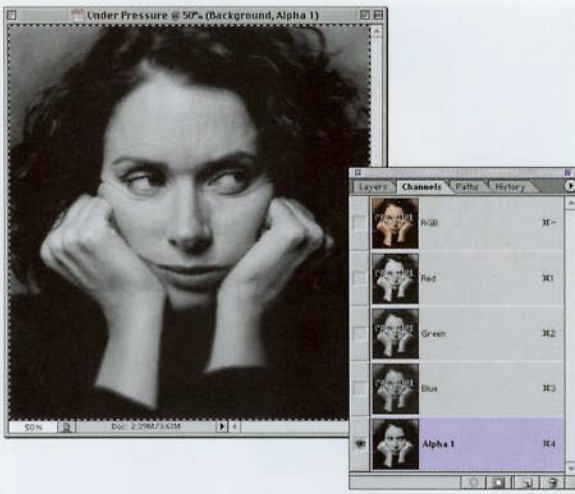 Under Pressure @ 50% (Background, Alpha 1)
Layers Channels Paths History
RGB ⌘~
Red ⌘1
Green ⌘2
Blue ⌘3
Alpha 1 ⌘4
50% Doc: 2.39M/3.61M